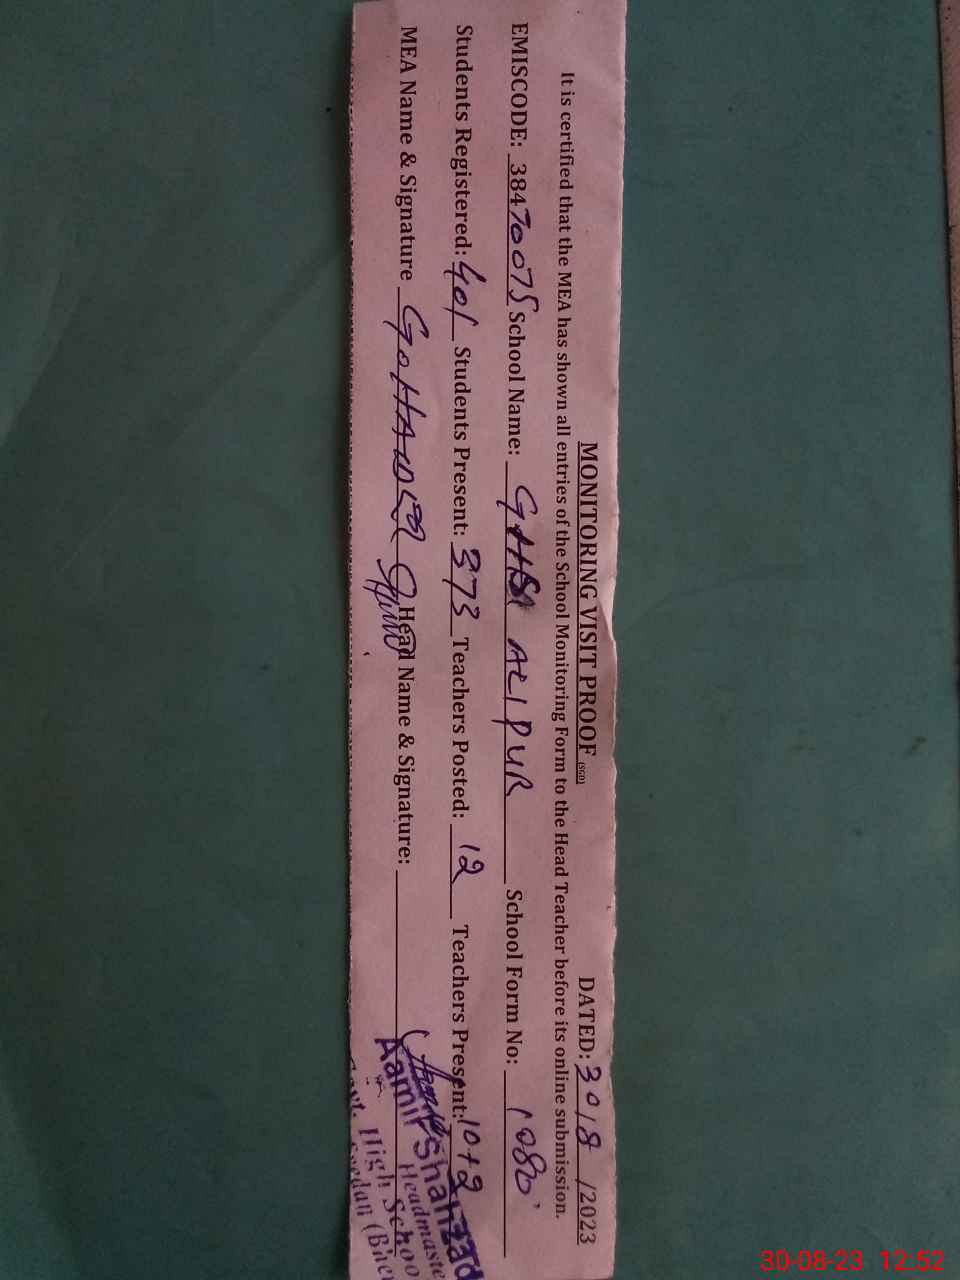 MONITORING VISIT PROOF (SGD) DATED: 30/8/2023
It is certified that the MEA has shown all entries of the School Monitoring Form to the Head Teacher before its online submission.
EMISCODE: 38470075 School Name: GHS ALIPUR School Form No: 1080
Students Registered: 401 Students Present: 373 Teachers Posted: 12 Teachers Present: 10+2
MEA Name & Signature Head Name & Signature:
Aamir Shahzad
Headmaster
Govt. High School
30-08-23 12:52